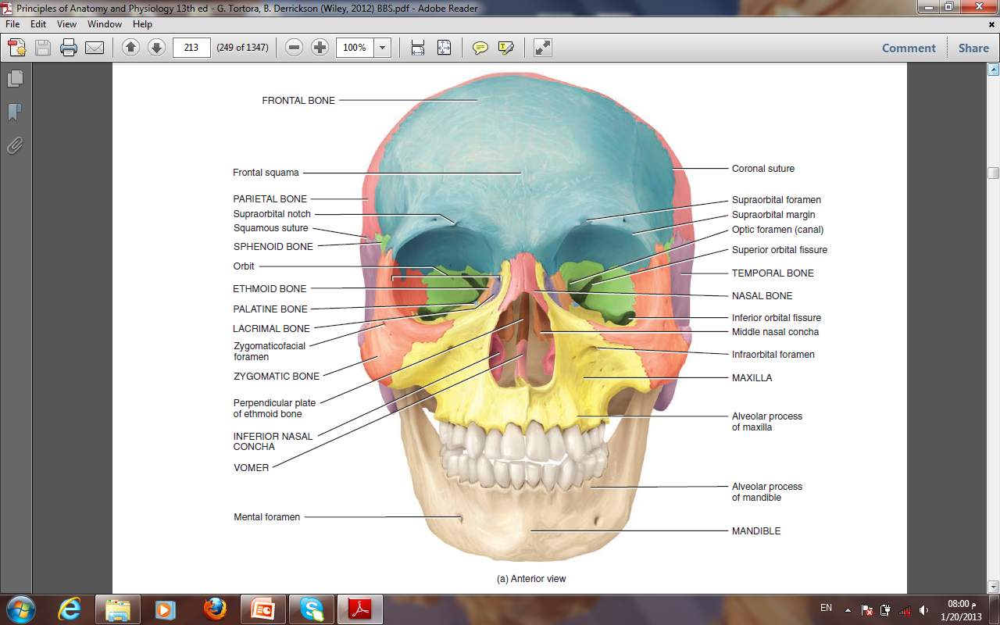 Principles of Anatomy and Physiology 13th ed - G. Tortora, B. Derrickson (Wiley, 2012) BBS.pdf - Adobe Reader
File Edit View Window Help
213 (249 of 1347) 100% Comment Share
FRONTAL BONE
Frontal squama
PARIETAL BONE
Supraorbital notch
Squamous suture
SPHENOID BONE
Orbit
ETHMOID BONE
PALATINE BONE
LACRIMAL BONE
Zygomaticofacial
foramen
ZYGOMATIC BONE
Perpendicular plate
of ethmoid bone
INFERIOR NASAL
CONCHA
VOMER
Mental foramen
Coronal suture
Supraorbital foramen
Supraorbital margin
Optic foramen (canal)
Superior orbital fissure
TEMPORAL BONE
NASAL BONE
Inferior orbital fissure
Middle nasal concha
Infraorbital foramen
MAXILLA
Alveolar process
of maxilla
Alveolar process
of mandible
MANDIBLE
(a) Anterior view
EN
08:00 م
1/20/2013